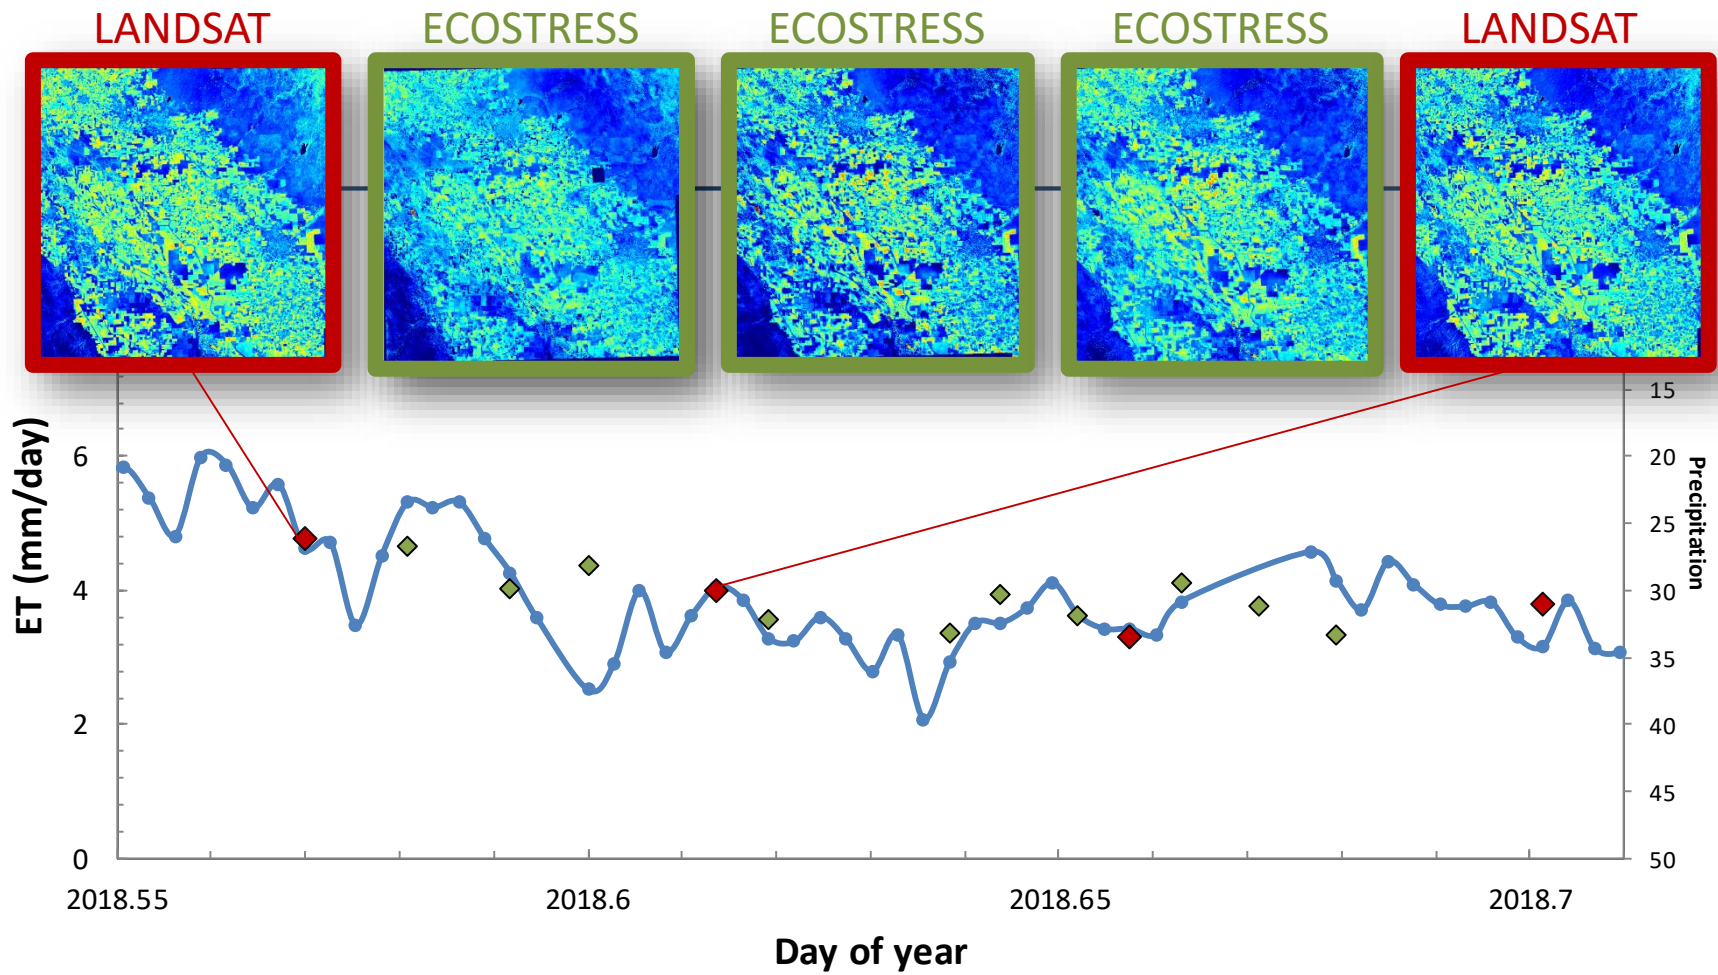 LANDSAT
ECOSTRESS
ECOSTRESS
ECOSTRESS
LANDSAT
ET (mm/day)
6
4
2
0
15
20
25
30
35
40
45
50
Precipitation
2018.55
2018.6
2018.65
2018.7
Day of year